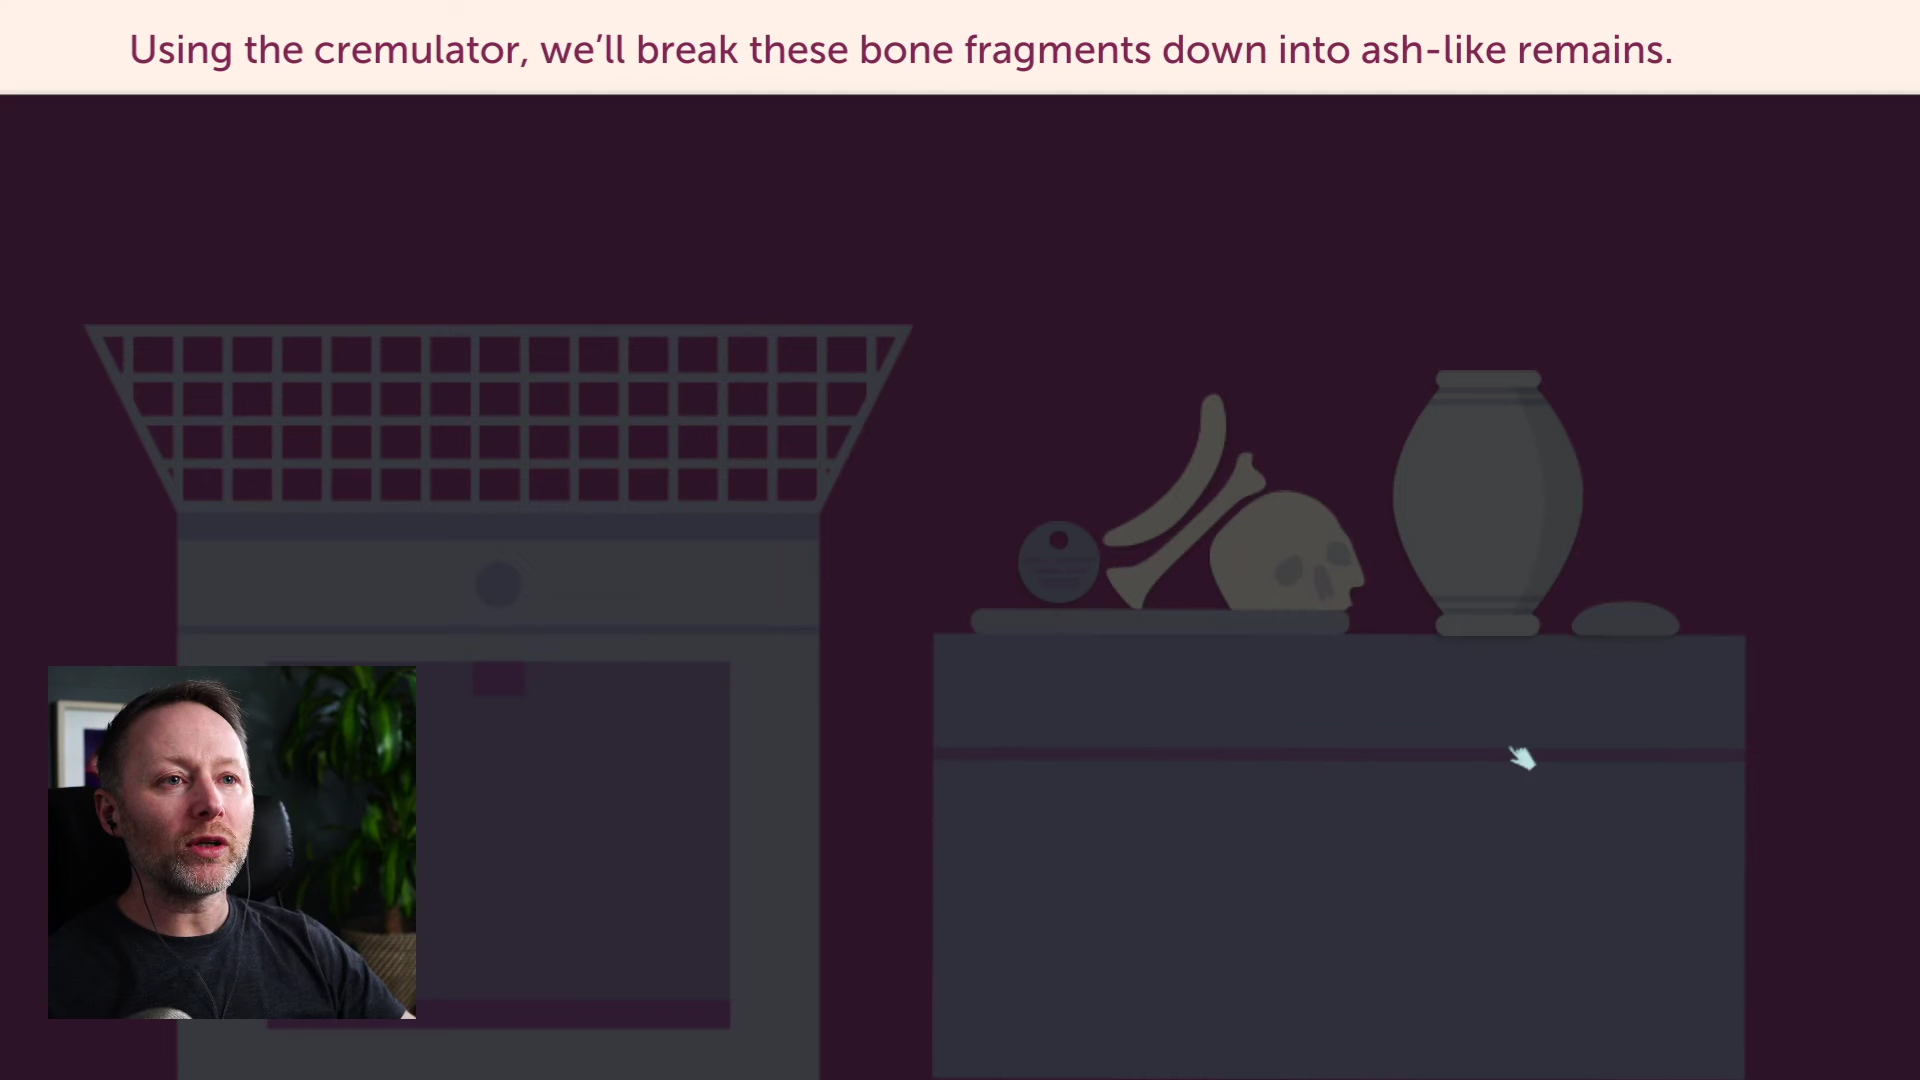 Using the cremulator, we’ll break these bone fragments down into ash-like remains.